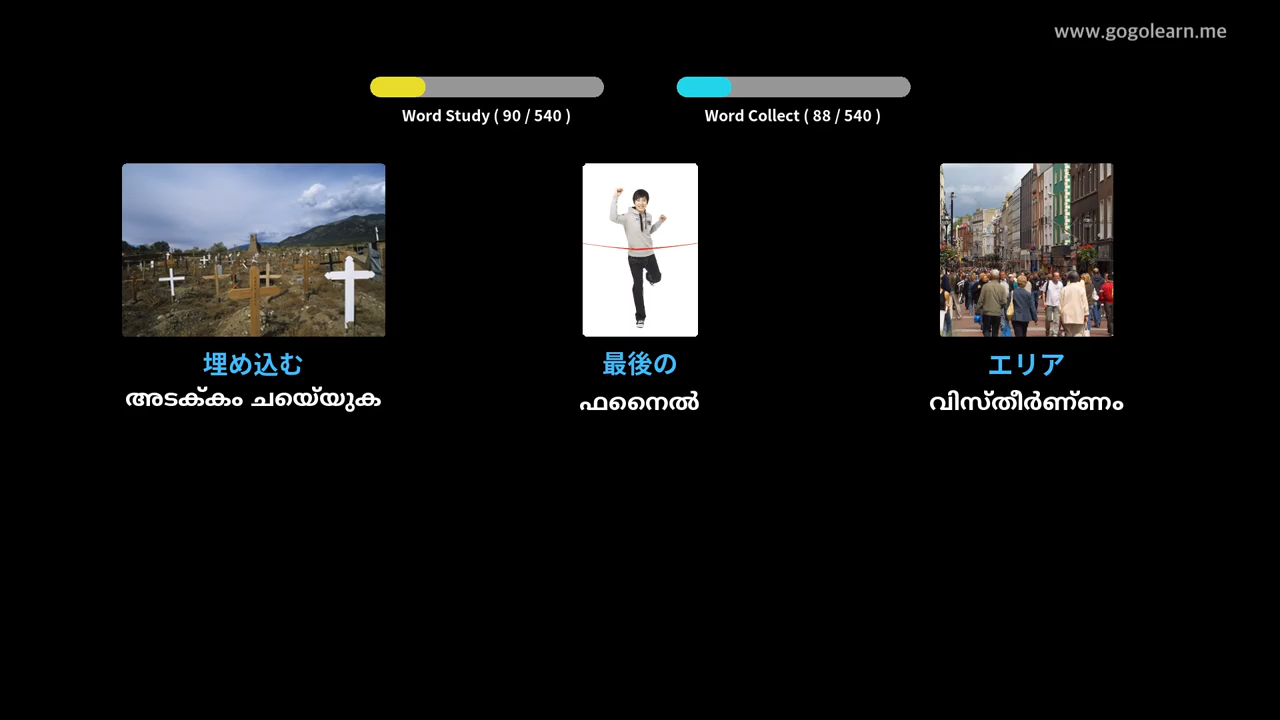 www.gogolearn.me
Word Study ( 90 / 540 )
Word Collect ( 88 / 540 )
埋め込む
最後の
エリア
അടക്കം ചയ്െയുക
ഫൈനൽ
വിസ്തീർണ്ണം